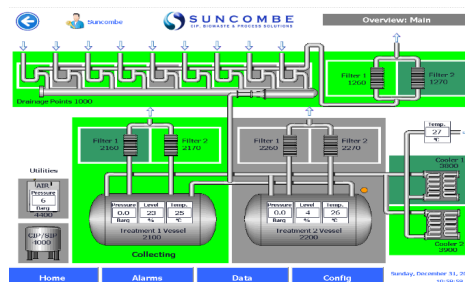 Suncombe
SUNCOMBE
CIP, BIOWASTE & PROCESS SOLUTIONS
Overview: Main
Drainage Points 1000
Filter 1
1260
Filter 2
1270
Filter 1
2160
Filter 2
2170
Filter 1
2260
Filter 2
2270
Temp.
27
°C
Cooler 1
Utilities
AIR
Pressure
6
Barg
4400
CIP/SIP
4000
Pressure
0.0
Barg
Level
23
%
Temp.
25
°C
Treatment 1 Vessel
2100
Collecting
Pressure
0.0
Barg
Level
4
%
Temp.
26
°C
Treatment 2 Vessel
2200
Cooler 2
3900
Home
Alarms
Data
Config
Sunday, December 31, 20